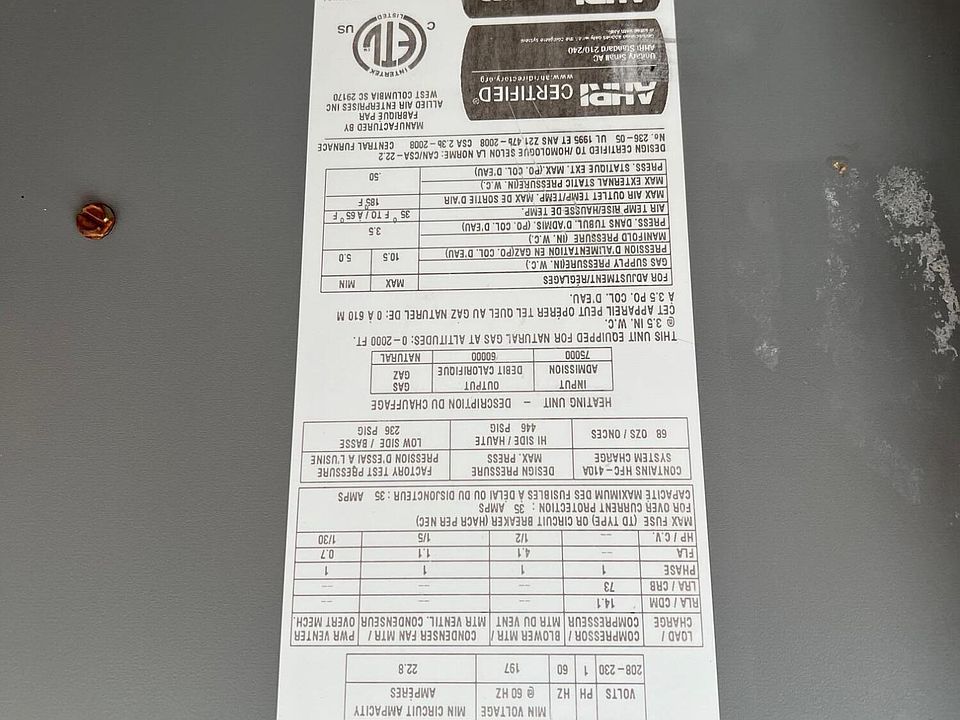 MIN VOLTAGE MIN CIRCUIT AMPACITY
VOLTS PH HZ @ 60 HZ AMPÈRES
208-230 1 60 197 22.8
LOAD / COMPRESSOR / BLOWER MTR / CONDENSER FAN MTR / PWR VENTER
CHARGE COMPRESSEUR MTR DU VENT MTR VENTIL. CONDENSEUR OVERT MECH.
RLA / CDM 14.1 -- -- --
LRA / CRB 73 -- -- --
PHASE 1 1 1 1
FLA -- 4.1 1.1 0.7
HP / C.V. -- 1/2 1/5 1/30
MAX FUSE (TD TYPE) OR CIRCUIT BREAKER (HACR PER NEC)
FOR OVER CURRENT PROTECTION : 35 AMPS
CAPACITÉ MAXIMUM DES FUSIBLES À DÉLAI OU DU DISJONCTEUR : 35 AMPS
CONTAINS HFC-410A DESIGN PRESSURE FACTORY TEST PRESSURE
SYSTEM CHARGE MAX. PRESS PRESSION D'ESSAI A L'USINE
68 OZS / ONCES HI SIDE / HAUTE LOW SIDE / BASSE
446 PSIG 236 PSIG
HEATING UNIT - DESCRIPTION DU CHAUFFAGE
INPUT OUTPUT GAS
ADMISSION DEBIT CALORIFIQUE GAZ
75000 60000 NATURAL
THIS UNIT EQUIPPED FOR NATURAL GAS AT ALTITUDES: 0-2000 FT.
@ 3.5 IN. W.C.
CET APPAREIL PEUT OPÉRER TEL QUEL AU GAZ NATUREL DE: 0 À 610 M
A 3.5 PO. COL. D'EAU.
FOR ADJUSTMENT/RÉGLAGES MAX MIN
GAS SUPPLY PRESSURE(IN. W.C.) 10.5 5.0
PRESSION D'ALIMENTATION EN GAZ(PO. COL. D'EAU)
MANIFOLD PRESSURE (IN. W.C.) 3.5
PRESS. DANS TUBUL. D'ADMIS. (PO. COL. D'EAU)
AIR TEMP RISE/HAUSSE DE TEMP. 35 °F TO / À 65 °F
MAX AIR OUTLET TEMP/TEMP. MAX DE SORTIE D'AIR 185°F
MAX EXTERNAL STATIC PRESSURE(IN. W.C.) .50
PRESS. STATIQUE EXT. MAX.(PO. COL. D'EAU)
DESIGN CERTIFIED TO /HOMOLOGUÉ SELON LA NORME: CAN/CSA-22.2
No. 236-05 UL 1995 ET ANS Z21.47b-2008 CSA 2.3b 2008 CENTRAL FURNACE
AHRI CERTIFIED®
www.ahridirectory.org
Unitary Small AC
AHRI Standard 210/240
MANUFACTURED BY
FABRIQUÉ PAR
ALLIED AIR ENTERPRISES INC
WEST COLUMBIA SC 29170
INTERTEK
C ETL US
LISTED
AHRI